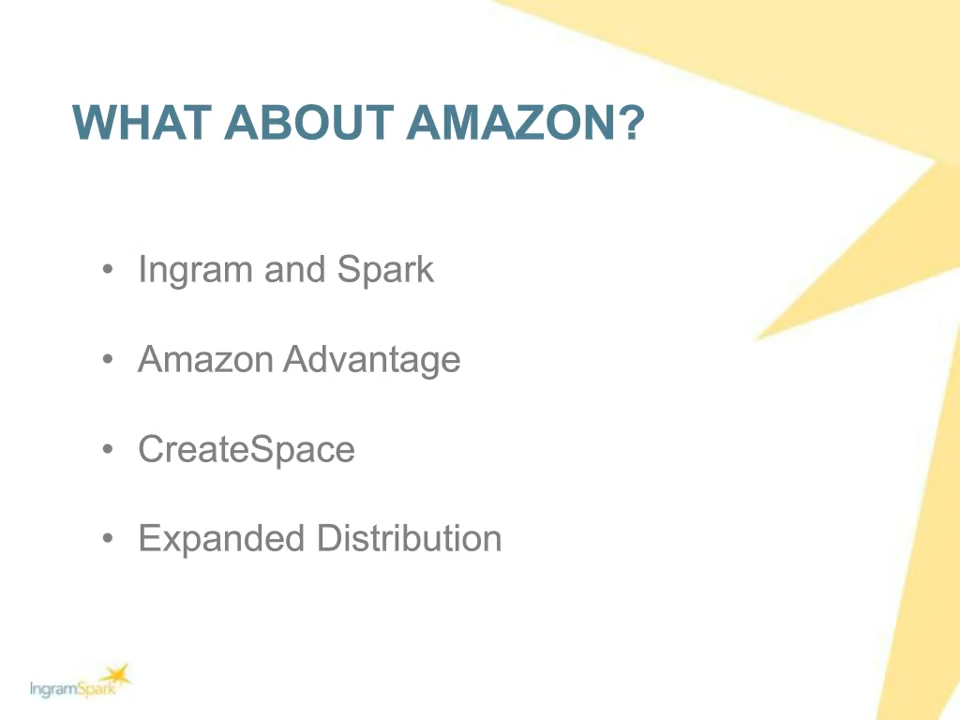 WHAT ABOUT AMAZON?
• Ingram and Spark
• Amazon Advantage
• CreateSpace
• Expanded Distribution
IngramSpark